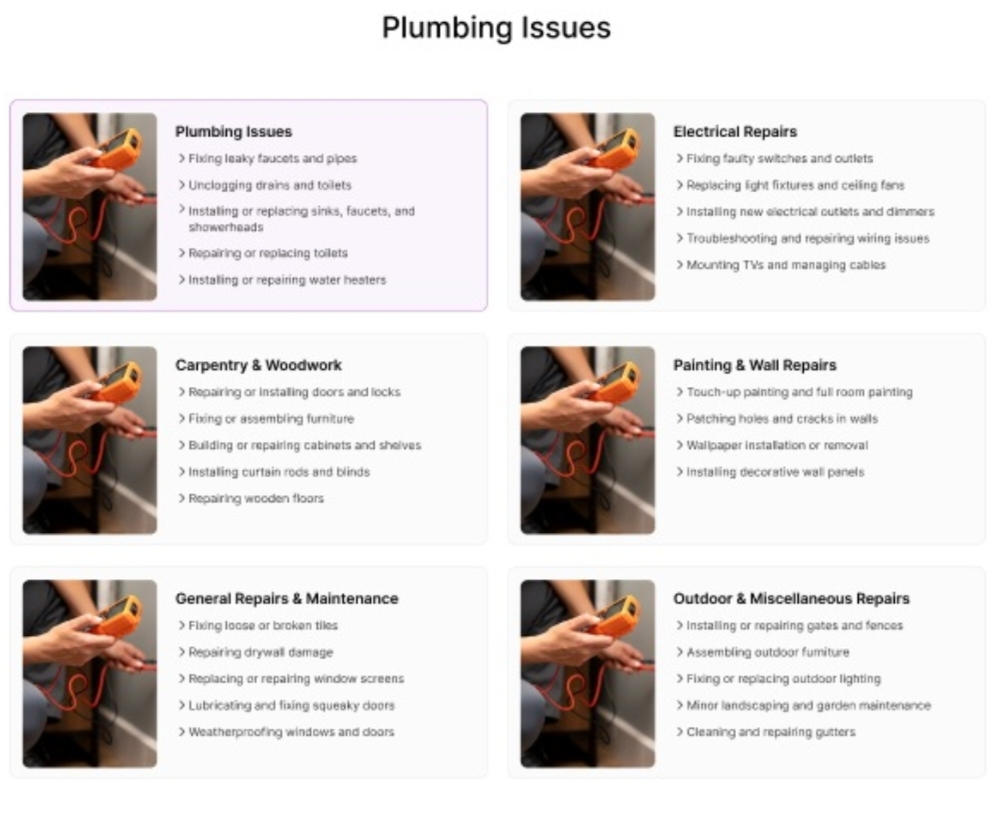 Plumbing Issues
Plumbing Issues
Fixing leaky faucets and pipes
Unclogging drains and toilets
Installing or replacing sinks, faucets, and
showerheads
Repairing or replacing toilets
Installing or repairing water heaters
Electrical Repairs
Fixing faulty switches and outlets
Replacing light fixtures and ceiling fans
Installing new electrical outlets and dimmers
Troubleshooting and repairing wiring issues
Mounting TVs and managing cables
Carpentry & Woodwork
Repairing or installing doors and locks
Fixing or assembling furniture
Building or repairing cabinets and shelves
Installing curtain rods and blinds
Repairing wooden floors
Painting & Wall Repairs
Touch-up painting and full room painting
Patching holes and cracks in walls
Wallpaper installation or removal
Installing decorative wall panels
General Repairs & Maintenance
Fixing loose or broken tiles
Repairing drywall damage
Replacing or repairing window screens
Lubricating and fixing squeaky doors
Weatherproofing windows and doors
Outdoor & Miscellaneous Repairs
Installing or repairing gates and fences
Assembling outdoor furniture
Fixing or replacing outdoor lighting
Minor landscaping and garden maintenance
Cleaning and repairing gutters